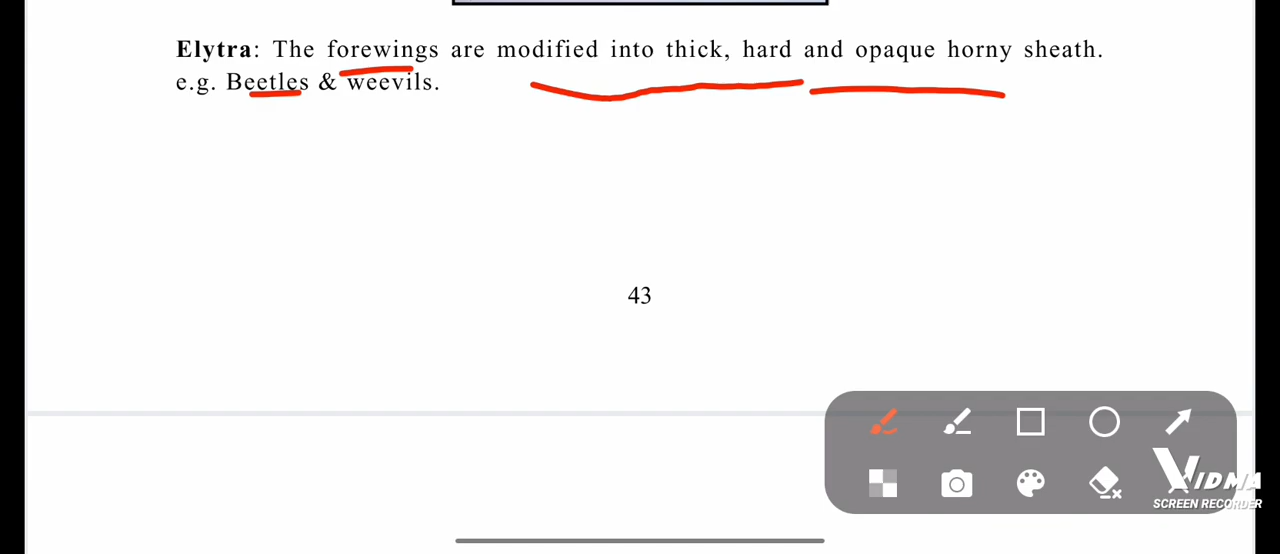 Elytra: The forewings are modified into thick, hard and opaque horny sheath.
e.g. Beetles & weevils.
43
VIDMA
SCREEN RECORDER